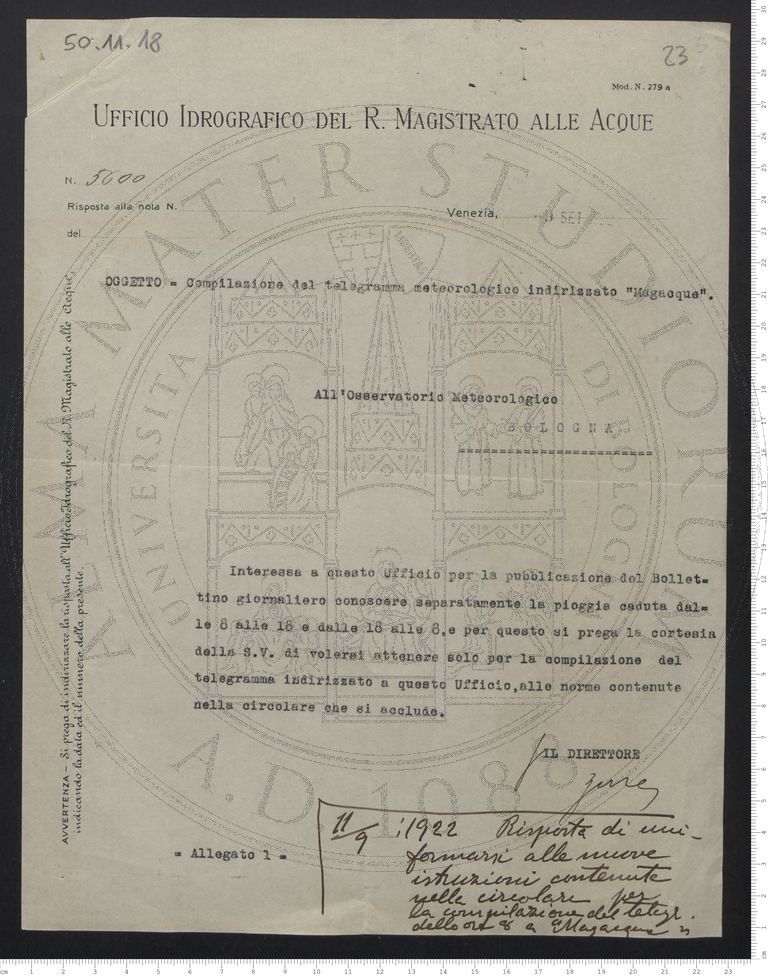 50.11.18
23
Mod. N. 279 a
UFFICIO IDROGRAFICO DEL R. MAGISTRATO ALLE ACQUE
N. 5600
Risposta alla nota N.
Venezia, 9 SET
del
OGGETTO = Compilazione del telegramma meteorologico indirizzato "Magacque".
All'Osservatorio Meteorologico
BOLOGNA
Interessa a questo Ufficio per la pubblicazione del Bollet=
tino giornaliero conoscere separatamente la pioggia caduta dal=
le 8 alle 18 e dalle 18 alle 8,e per questo si prega la cortesia
della S.V. di volersi attenere solo per la compilazione del
telegramma indirizzato a questo Ufficio,alle norme contenute
nella circolare che si acclude.
IL DIRETTORE
= Allegato 1 =
11/9 :1922 Risposta di uni-
formarsi alle nuove
istruzioni contenute
nella circolare per
la compilazione del telegr.
delle ore 8 a Magacque
AVVERTENZA – Si prega di indirizzare la risposta all'Ufficio Idrografico del R. Magistrato alle Acque,
indicando la data ed il numero della presente.
ALMA MATER STUDIORUM
UNIVERSITA DI BOLOGNA
A.D. 1088